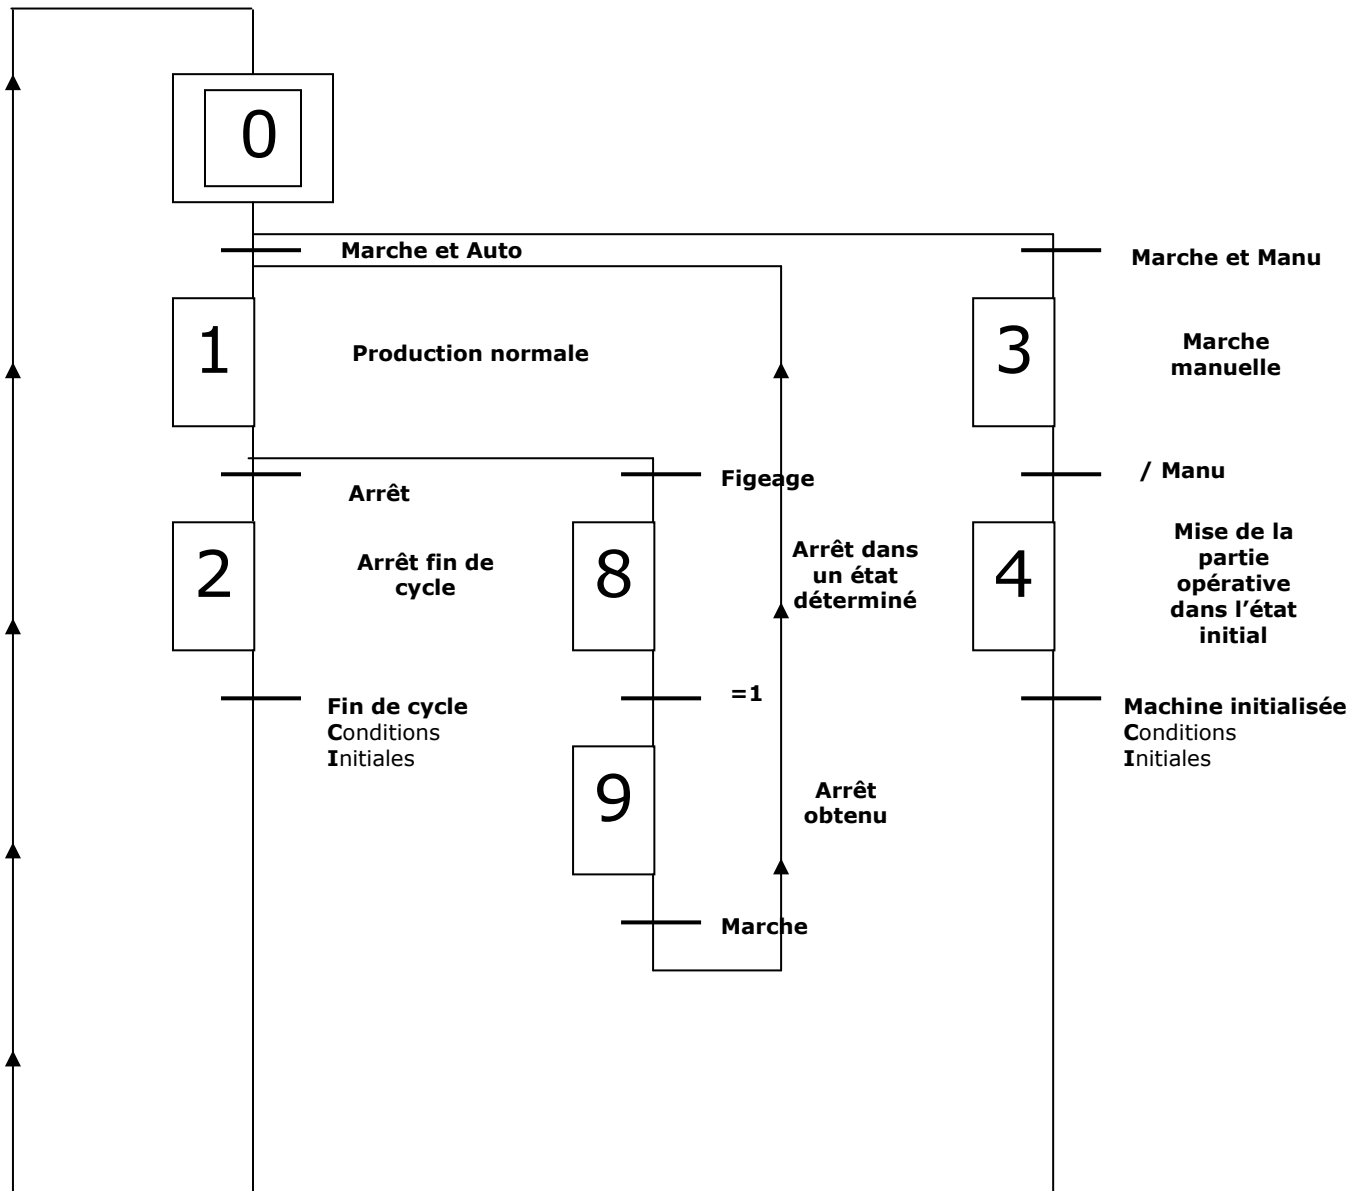 0
Marche et Auto
Marche et Manu
1
Production normale
3
Marche
manuelle
Arrêt
Figeage
/ Manu
2
Arrêt fin de
cycle
8
Arrêt dans
un état
déterminé
4
Mise de la
partie
opérative
dans l’état
initial
Fin de cycle
Conditions
Initiales
=1
Machine initialisée
Conditions
Initiales
9
Arrêt
obtenu
Marche